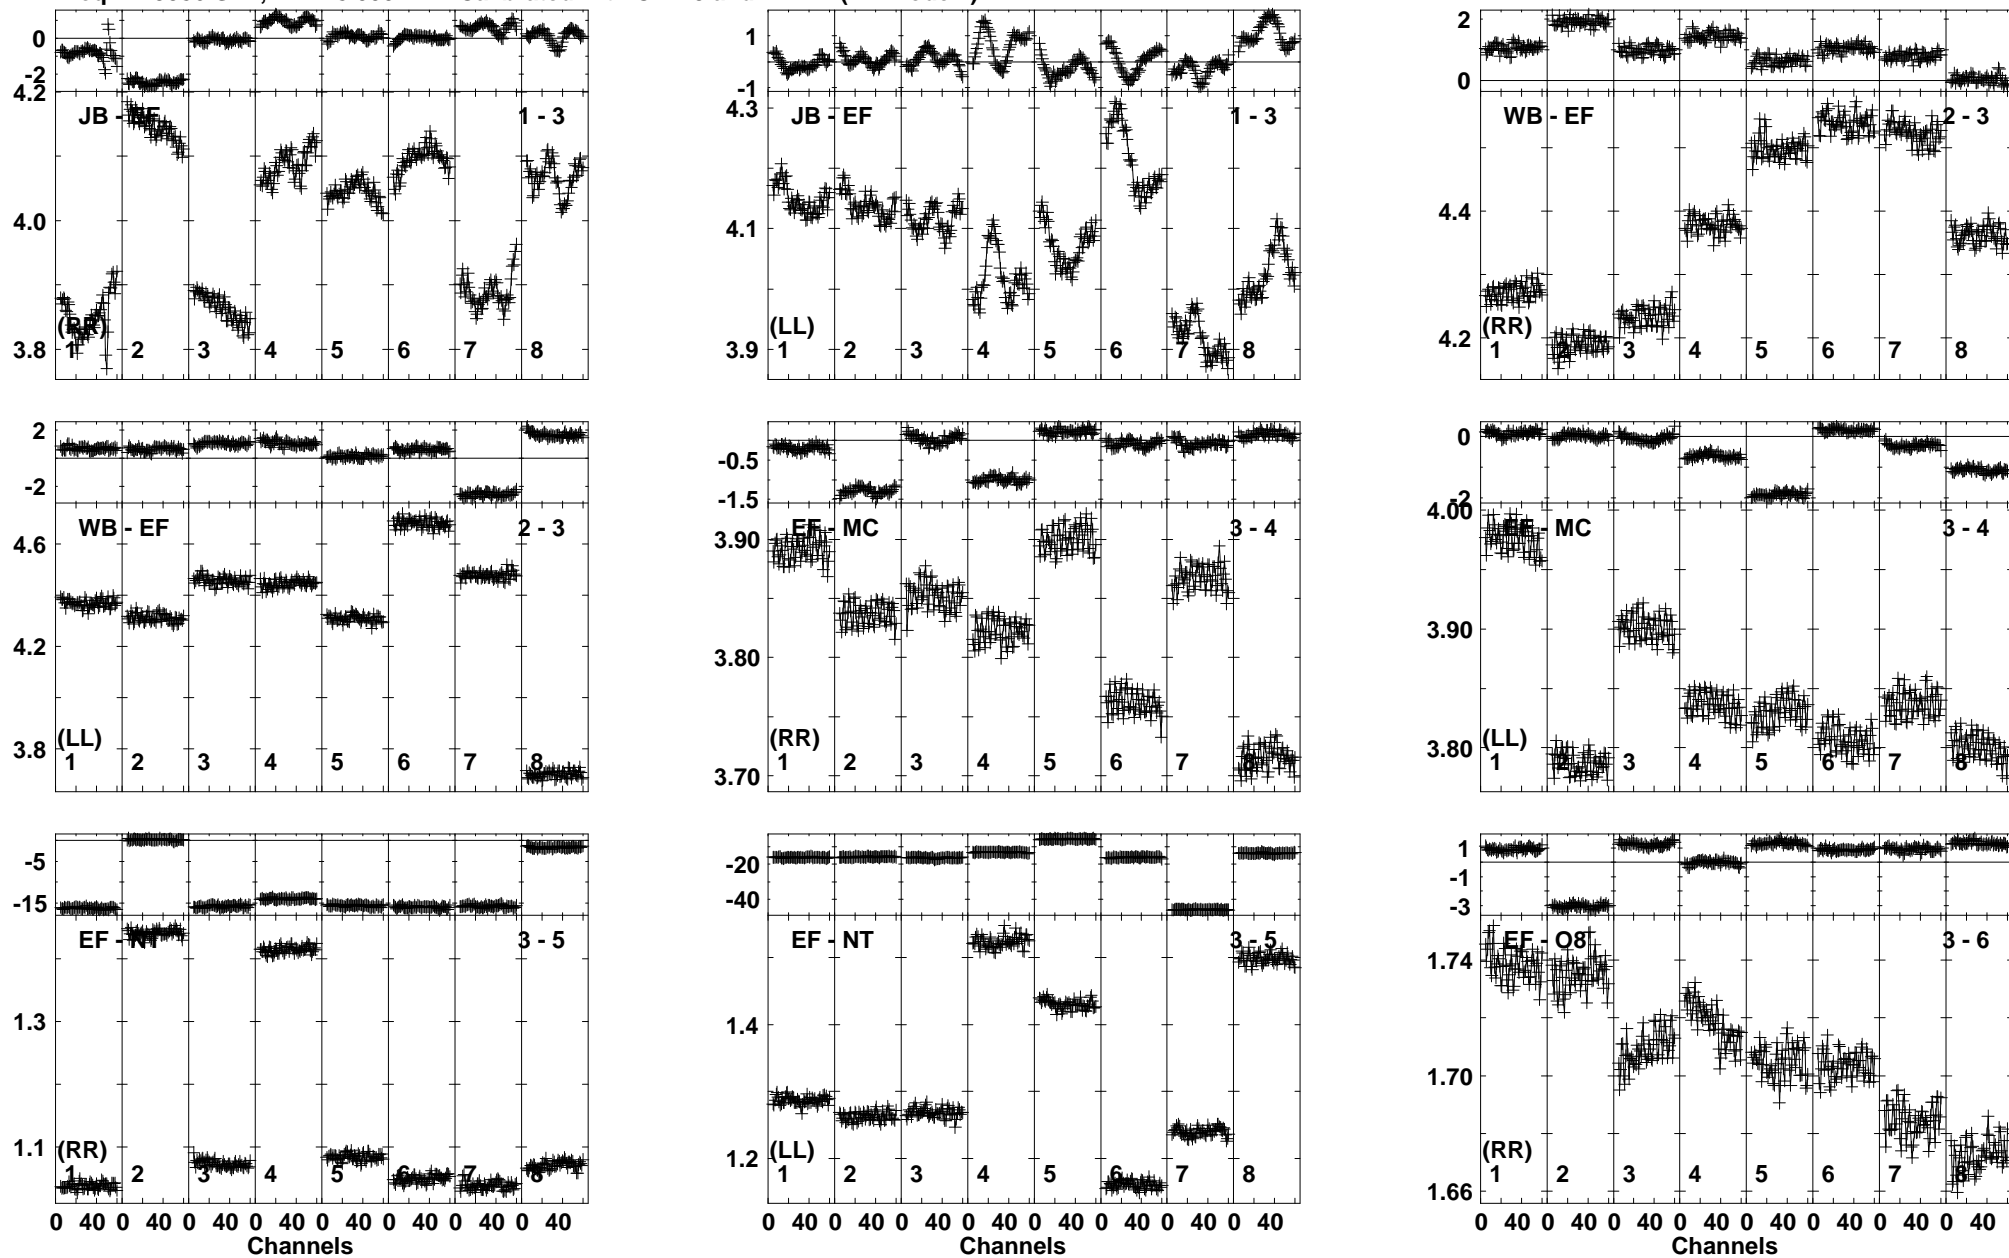 0
-2
4.2
JB - EF 1 - 3
4.0
(RR)
3.8
1 2 3 4 5 6 7 8
1
-1
4.3
JB - EF 1 - 3
4.1
(LL)
3.9
1 2 3 4 5 6 7 8
2
0
WB - EF 2 - 3
4.4
(RR)
4.2
1 2 3 4 5 6 7 8
2
-2
WB - EF 2 - 3
4.6
4.2
(LL)
3.8
1 2 3 4 5 6 7 8
-0.5
-1.5
EF - MC 3 - 4
3.90
3.80
(RR)
3.70
1 2 3 4 5 6 7 8
0
-2
4.00
EF - MC 3 - 4
3.90
(LL)
3.80
1 2 3 4 5 6 7 8
-5
-15
EF - NT 3 - 5
1.3
1.1
(RR)
1 2 3 4 5 6 7 8
0 40 0 40 0 40 0 40 0 40 0 40 0 40 0 40
Channels
-20
-40
EF - NT 3 - 5
1.4
1.2
(LL)
1 2 3 4 5 6 7 8
0 40 0 40 0 40 0 40 0 40 0 40 0 40 0 40
Channels
1
-1
-3
EF - O8 3 - 6
1.74
1.70
(RR)
1.66
1 2 3 4 5 6 7 8
0 40 0 40 0 40 0 40 0 40 0 40 0 40 0 40
Channels